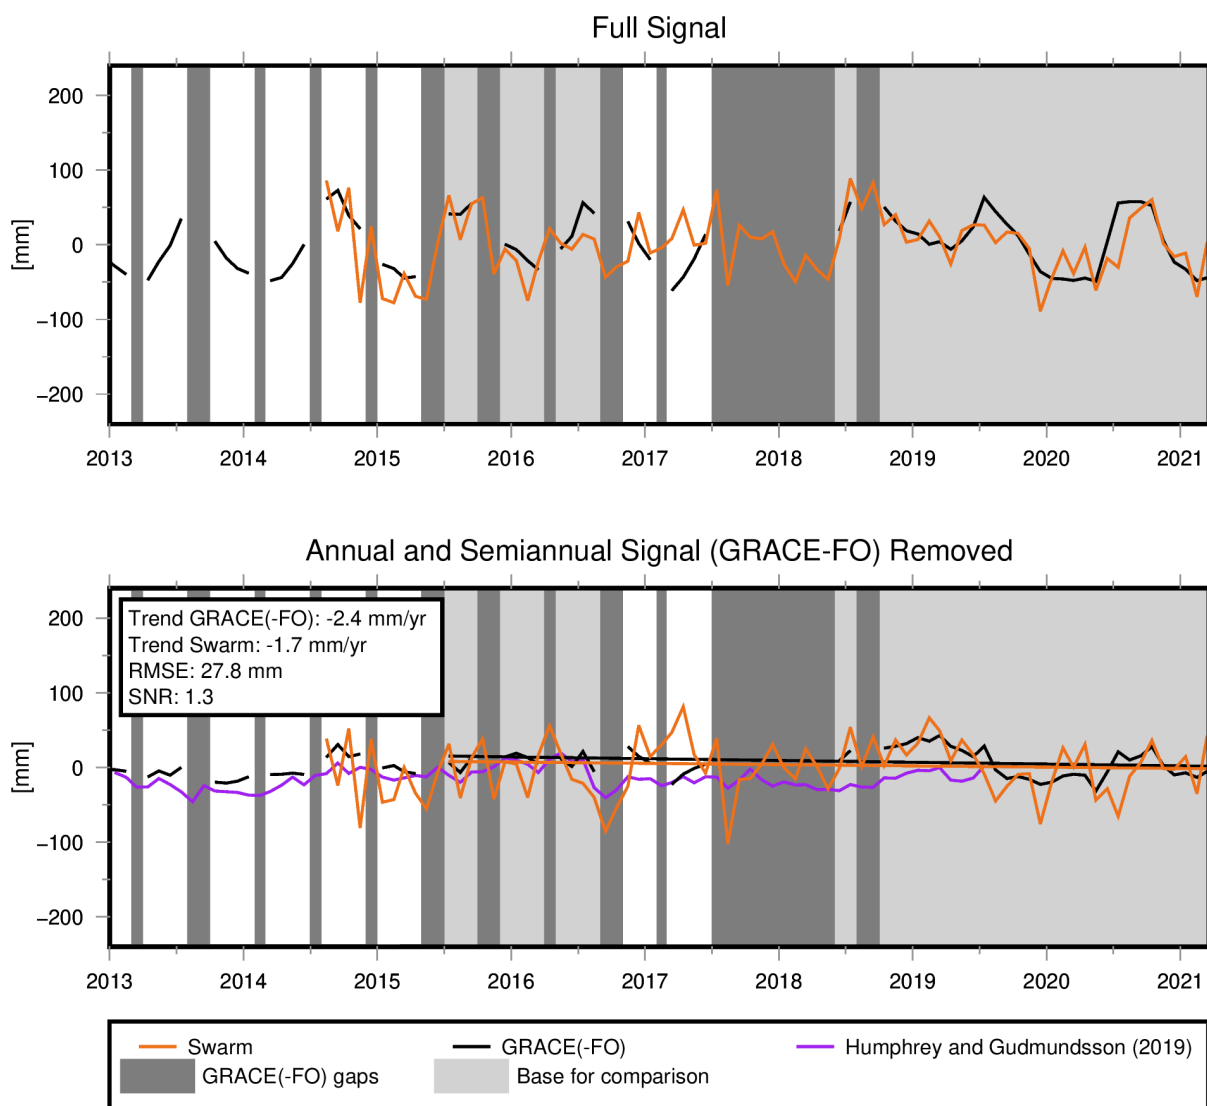 Full Signal
[mm]
200
100
0
−100
−200
2013 2014 2015 2016 2017 2018 2019 2020 2021
Annual and Semiannual Signal (GRACE-FO) Removed
[mm]
200
100
0
−100
−200
Trend GRACE(-FO): -2.4 mm/yr
Trend Swarm: -1.7 mm/yr
RMSE: 27.8 mm
SNR: 1.3
2013 2014 2015 2016 2017 2018 2019 2020 2021
Swarm GRACE(-FO) Humphrey and Gudmundsson (2019)
GRACE(-FO) gaps Base for comparison